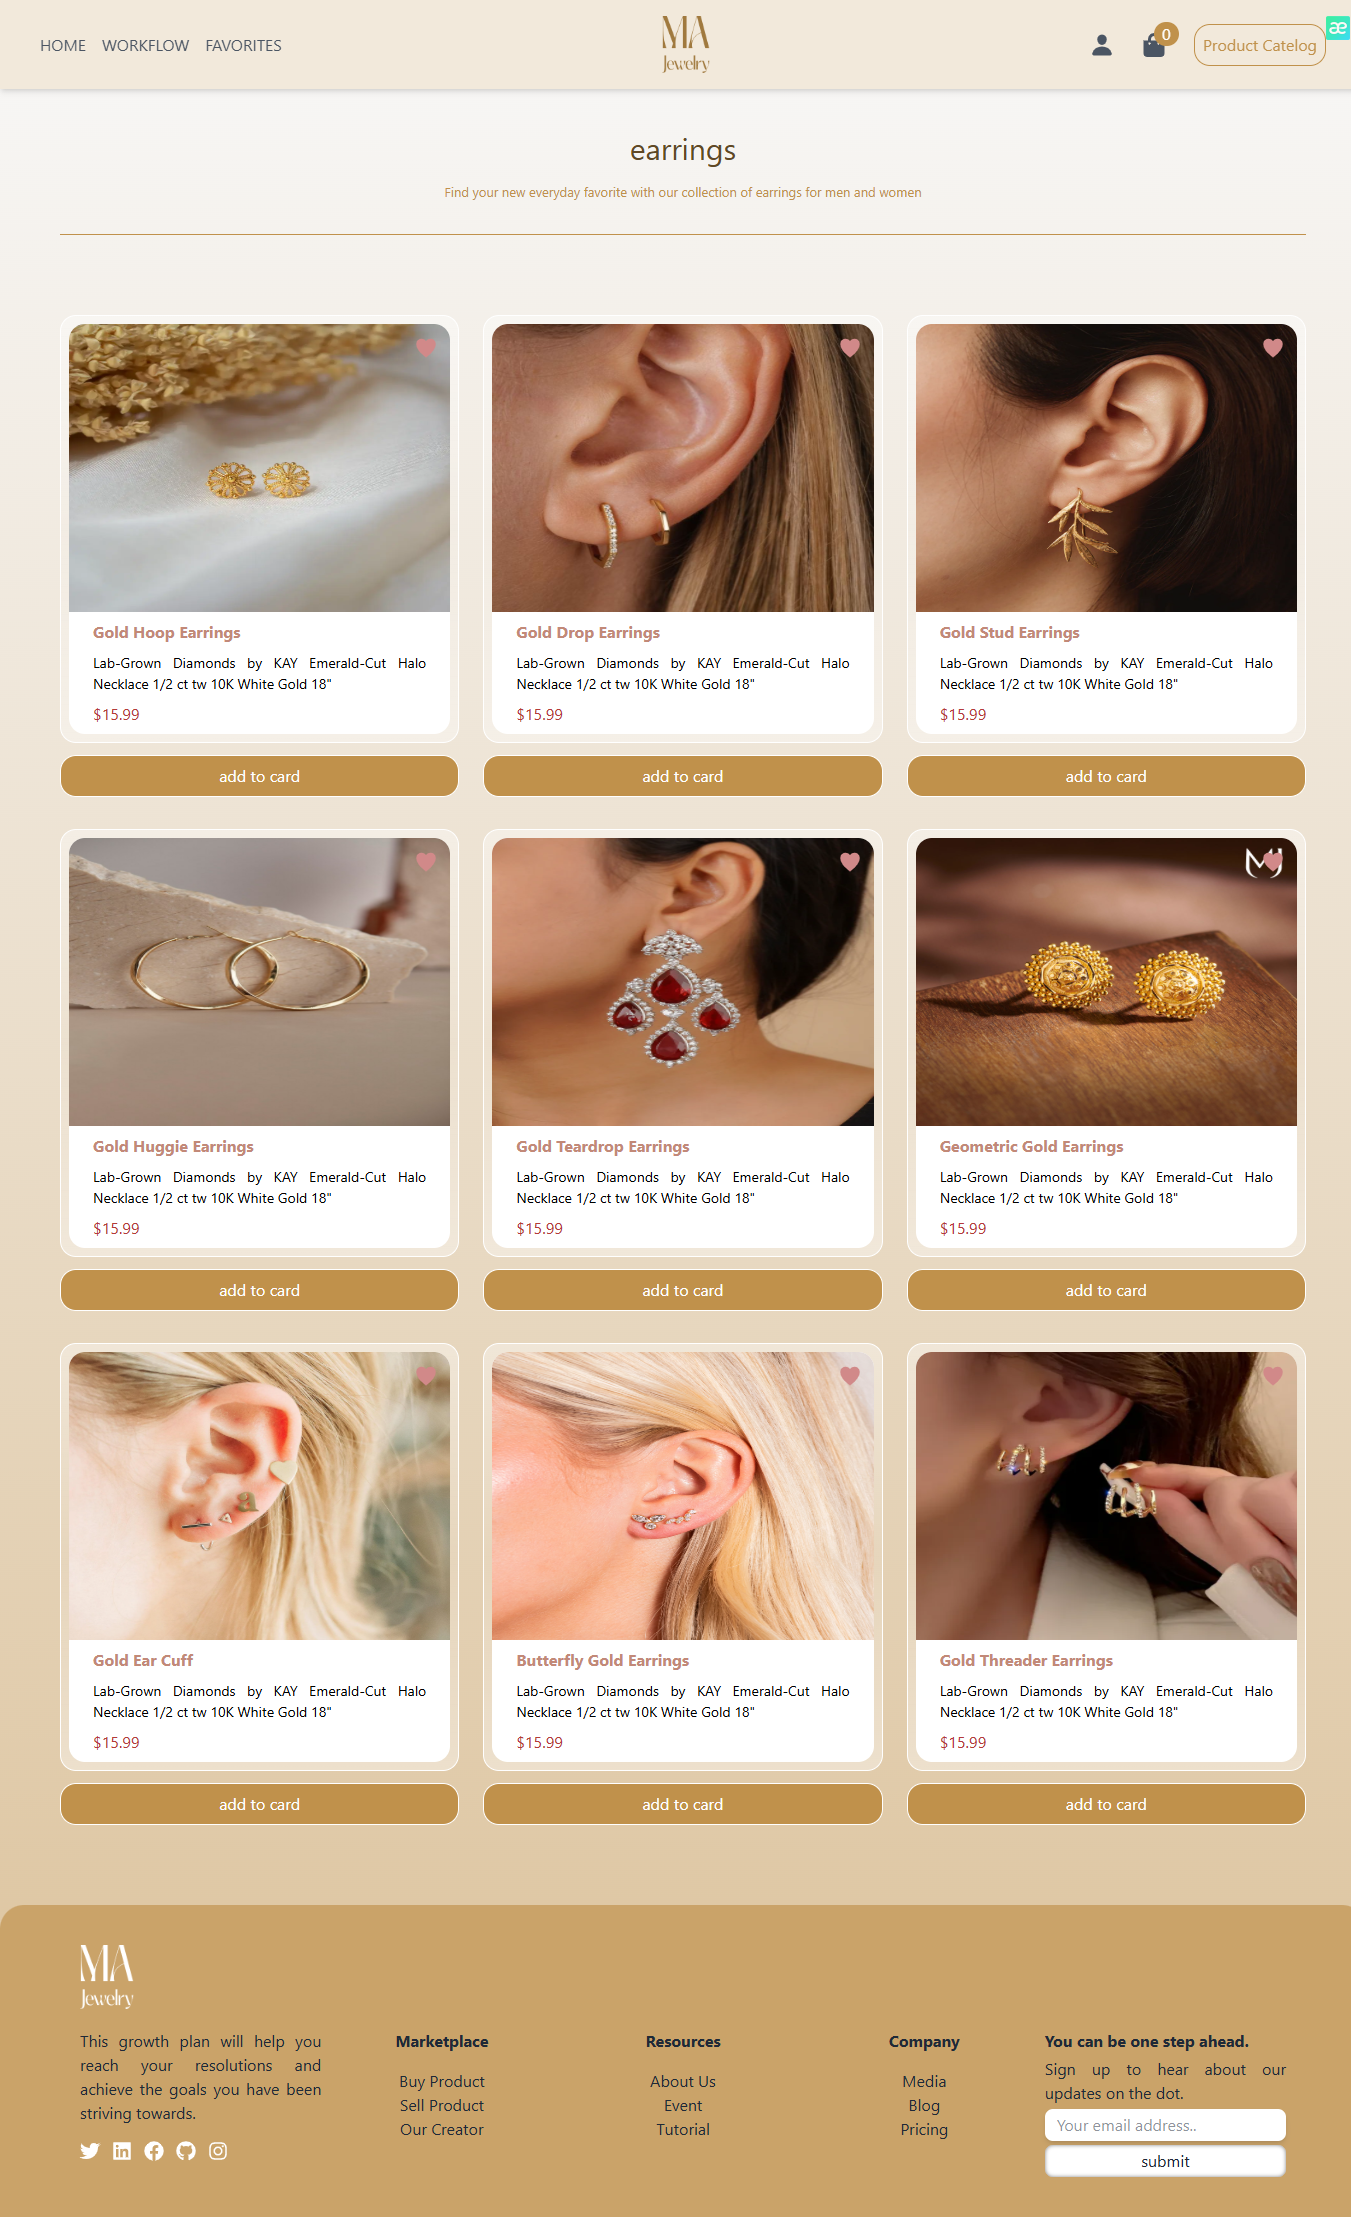 HOME WORKFLOW FAVORITES
MA
Jewelry
0
Product Catelog
æ
earrings
Find your new everyday favorite with our collection of earrings for men and women
Gold Hoop Earrings
Lab-Grown Diamonds by KAY Emerald-Cut Halo
Necklace 1/2 ct tw 10K White Gold 18"
$15.99
add to card
Gold Drop Earrings
Lab-Grown Diamonds by KAY Emerald-Cut Halo
Necklace 1/2 ct tw 10K White Gold 18"
$15.99
add to card
Gold Stud Earrings
Lab-Grown Diamonds by KAY Emerald-Cut Halo
Necklace 1/2 ct tw 10K White Gold 18"
$15.99
add to card
Gold Huggie Earrings
Lab-Grown Diamonds by KAY Emerald-Cut Halo
Necklace 1/2 ct tw 10K White Gold 18"
$15.99
add to card
Gold Teardrop Earrings
Lab-Grown Diamonds by KAY Emerald-Cut Halo
Necklace 1/2 ct tw 10K White Gold 18"
$15.99
add to card
Geometric Gold Earrings
Lab-Grown Diamonds by KAY Emerald-Cut Halo
Necklace 1/2 ct tw 10K White Gold 18"
$15.99
add to card
a
Gold Ear Cuff
Lab-Grown Diamonds by KAY Emerald-Cut Halo
Necklace 1/2 ct tw 10K White Gold 18"
$15.99
add to card
Butterfly Gold Earrings
Lab-Grown Diamonds by KAY Emerald-Cut Halo
Necklace 1/2 ct tw 10K White Gold 18"
$15.99
add to card
Gold Threader Earrings
Lab-Grown Diamonds by KAY Emerald-Cut Halo
Necklace 1/2 ct tw 10K White Gold 18"
$15.99
add to card
MA
Jewelry
This growth plan will help you
reach your resolutions and
achieve the goals you have been
striving towards.
Marketplace
Buy Product
Sell Product
Our Creator
Resources
About Us
Event
Tutorial
Company
Media
Blog
Pricing
You can be one step ahead.
Sign up to hear about our
updates on the dot.
Your email address..
submit